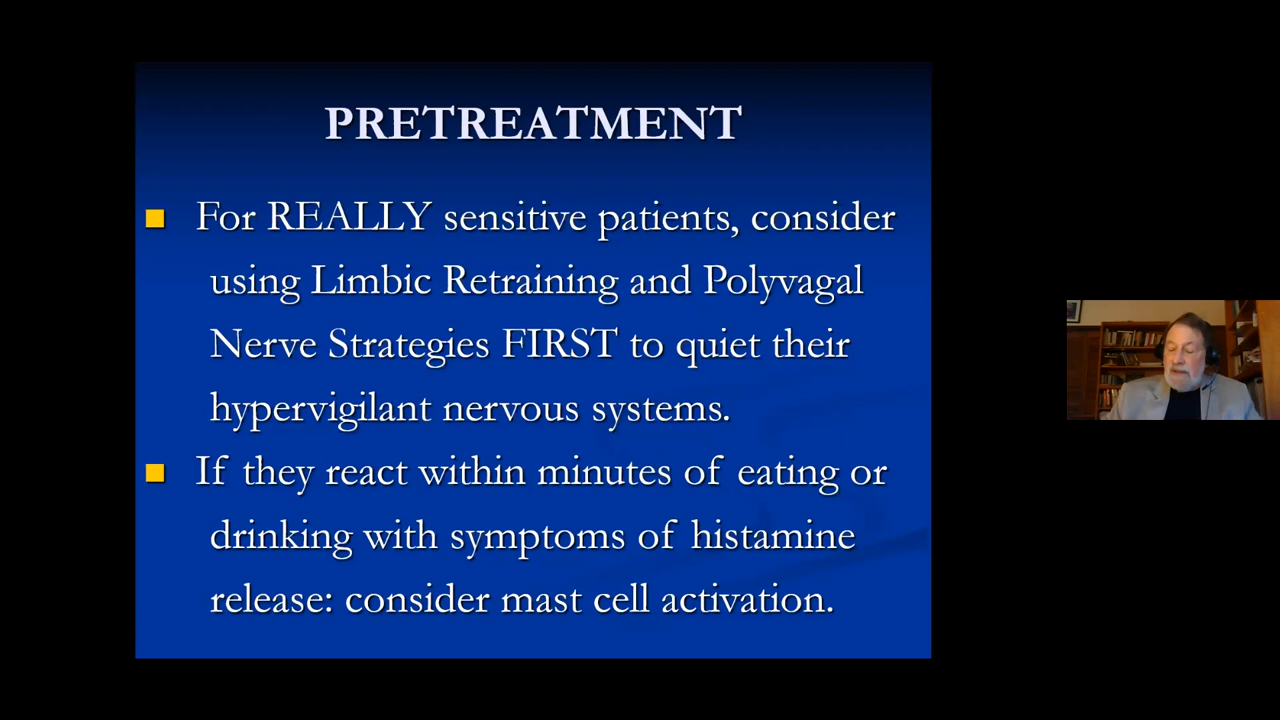 PRETREATMENT
For REALLY sensitive patients, consider
using Limbic Retraining and Polyvagal
Nerve Strategies FIRST to quiet their
hypervigilant nervous systems.
If they react within minutes of eating or
drinking with symptoms of histamine
release: consider mast cell activation.